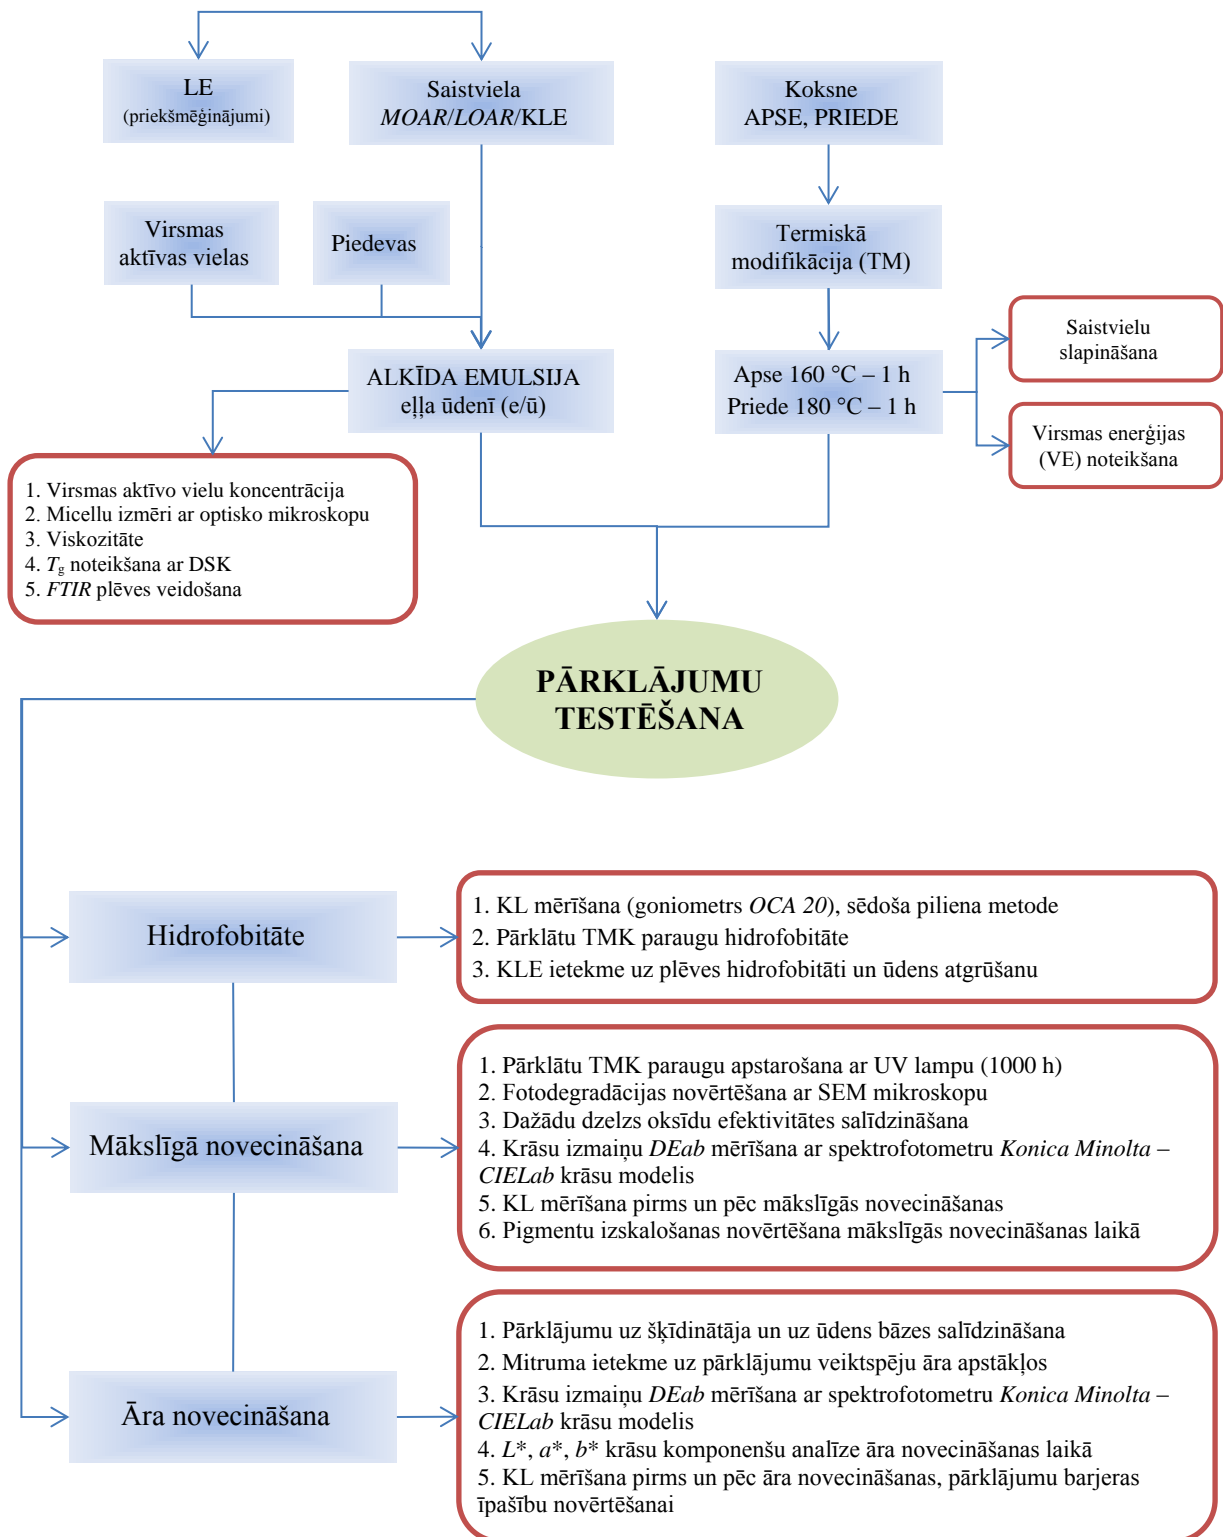 LE
(priekšmēģinājumi)
Saistviela
MOAR/LOAR/KLE
Koksne
APSE, PRIEDE
Virsmas
aktīvas vielas
Piedevas
Termiskā
modifikācija (TM)
ALKĪDA EMULSIJA
eļļa ūdenī (e/ū)
Apse 160 °C – 1 h
Priede 180 °C – 1 h
Saistvielu
slapināšana
Virsmas enerģijas
(VE) noteikšana
1. Virsmas aktīvo vielu koncentrācija
2. Micellu izmēri ar optisko mikroskopu
3. Viskozitāte
4. Tg noteikšana ar DSK
5. FTIR plēves veidošana
PĀRKLĀJUMU
TESTĒŠANA
Hidrofobitāte
1. KL mērīšana (goniometrs OCA 20), sēdoša piliena metode
2. Pārklātu TMK paraugu hidrofobitāte
3. KLE ietekme uz plēves hidrofobitāti un ūdens atgrūšanu
Mākslīgā novecināšana
1. Pārklātu TMK paraugu apstarošana ar UV lampu (1000 h)
2. Fotodegradācijas novērtēšana ar SEM mikroskopu
3. Dažādu dzelzs oksīdu efektivitātes salīdzināšana
4. Krāsu izmaiņu DEab mērīšana ar spektrofotometru Konica Minolta –
CIELab krāsu modelis
5. KL mērīšana pirms un pēc mākslīgās novecināšanas
6. Pigmentu izskalošanas novērtēšana mākslīgās novecināšanas laikā
Āra novecināšana
1. Pārklājumu uz šķīdinātāja un uz ūdens bāzes salīdzināšana
2. Mitruma ietekme uz pārklājumu veiktspēju āra apstākļos
3. Krāsu izmaiņu DEab mērīšana ar spektrofotometru Konica Minolta –
CIELab krāsu modelis
4. L*, a*, b* krāsu komponenšu analīze āra novecināšanas laikā
5. KL mērīšana pirms un pēc āra novecināšanas, pārklājumu barjeras
īpašību novērtēšanai